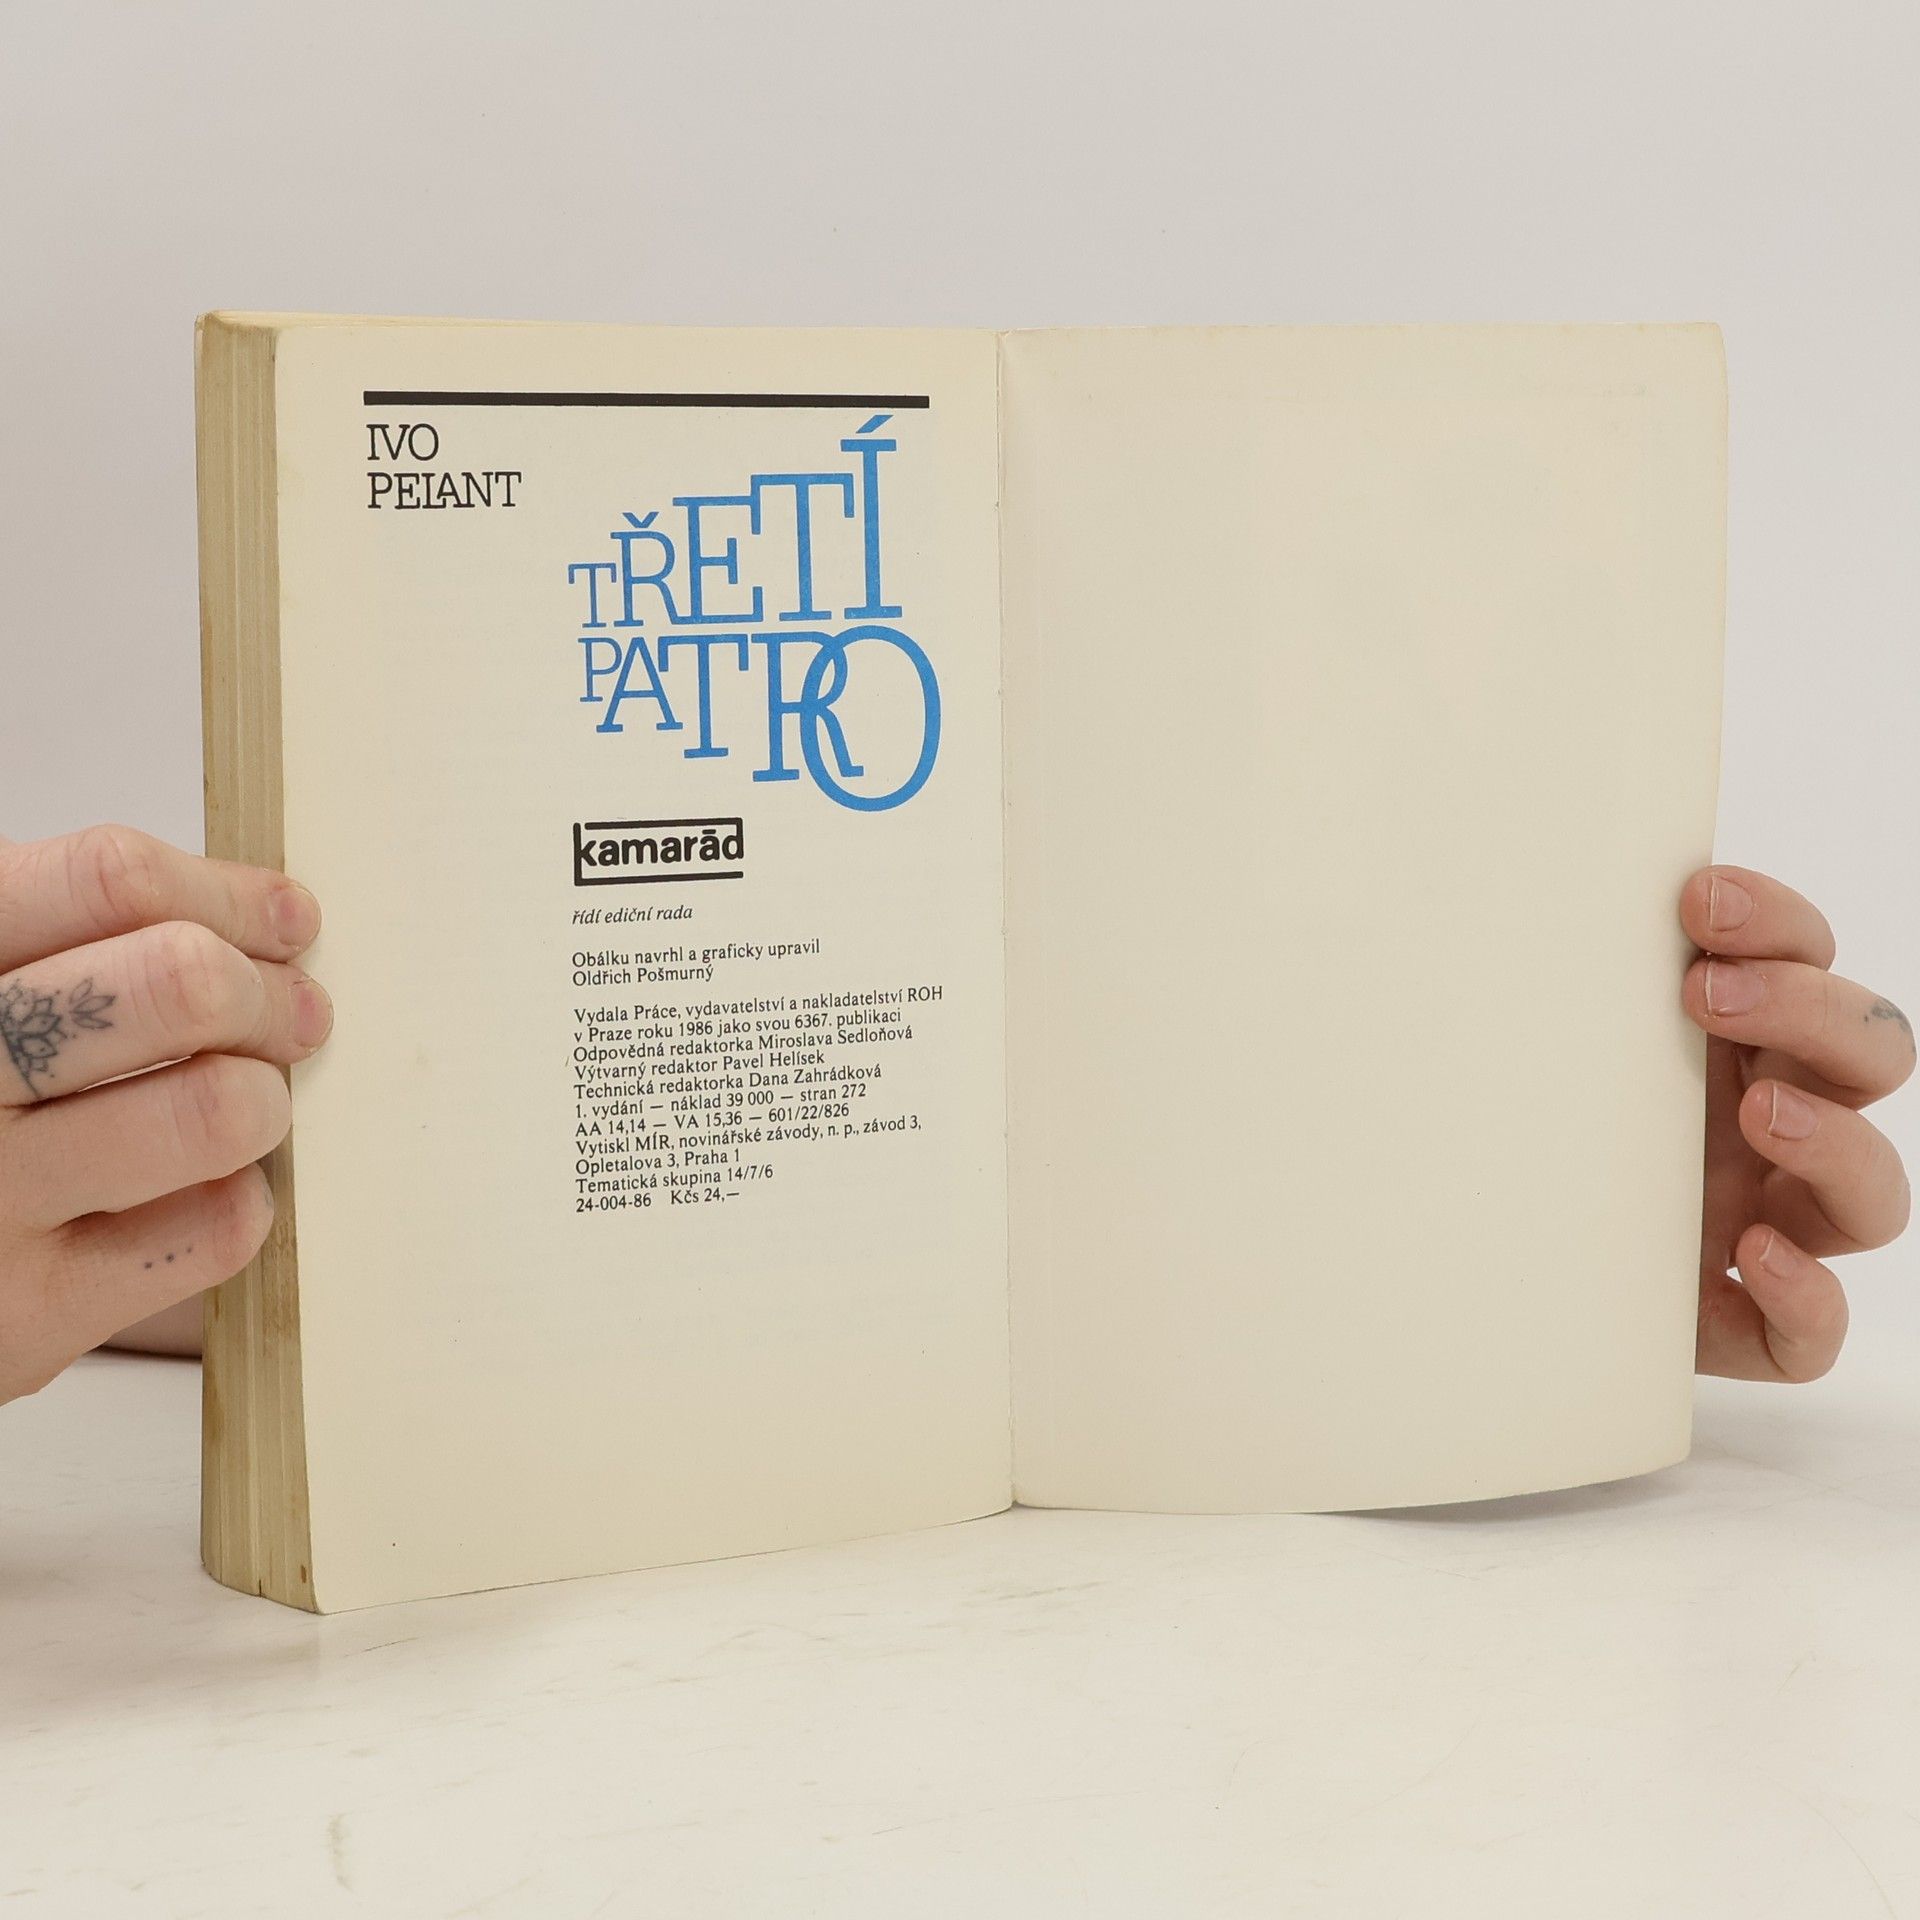 IVO
PELANT
TŘETÍ
PATRO
kamarád
řídí ediční rada
Obálku navrhl a graficky upravil
Oldřich Pošmurný
Vydala Práce, vydavatelství a nakladatelství ROH
v Praze roku 1986 jako svou 6367. publikaci
Odpovědná redaktorka Miroslava Sedloňová
Výtvarný redaktor Pavel Helísek
Technická redaktorka Dana Zahrádková
1. vydání — náklad 39 000 — stran 272
AA 14,14 — VA 15,36 — 601/22/826
Vytiskl MÍR, novinářské závody, n. p., závod 3,
Opletalova 3, Praha 1
Tematická skupina 14/7/6
24-004-86 Kčs 24,—